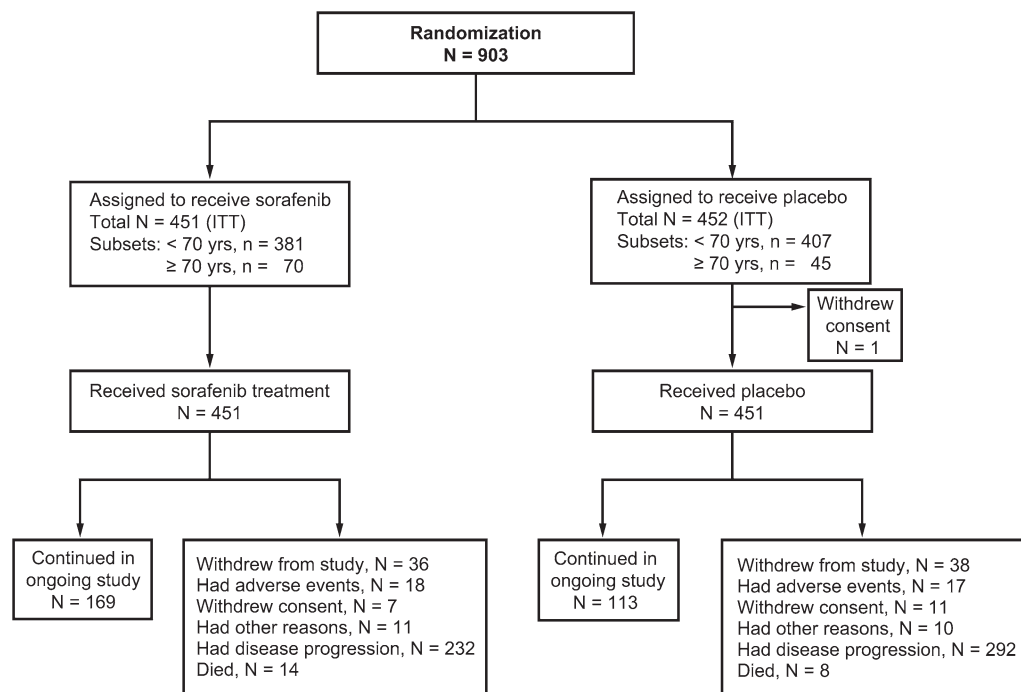 Randomization
N = 903
Assigned to receive sorafenib
Total N = 451 (ITT)
Subsets: < 70 yrs, n = 381
≥ 70 yrs, n = 70
Assigned to receive placebo
Total N = 452 (ITT)
Subsets: < 70 yrs, n = 407
≥ 70 yrs, n = 45
Withdrew
consent
N = 1
Received sorafenib treatment
N = 451
Received placebo
N = 451
Continued in
ongoing study
N = 169
Withdrew from study, N = 36
Had adverse events, N = 18
Withdrew consent, N = 7
Had other reasons, N = 11
Had disease progression, N = 232
Died, N = 14
Continued in
ongoing study
N = 113
Withdrew from study, N = 38
Had adverse events, N = 17
Withdrew consent, N = 11
Had other reasons, N = 10
Had disease progression, N = 292
Died, N = 8